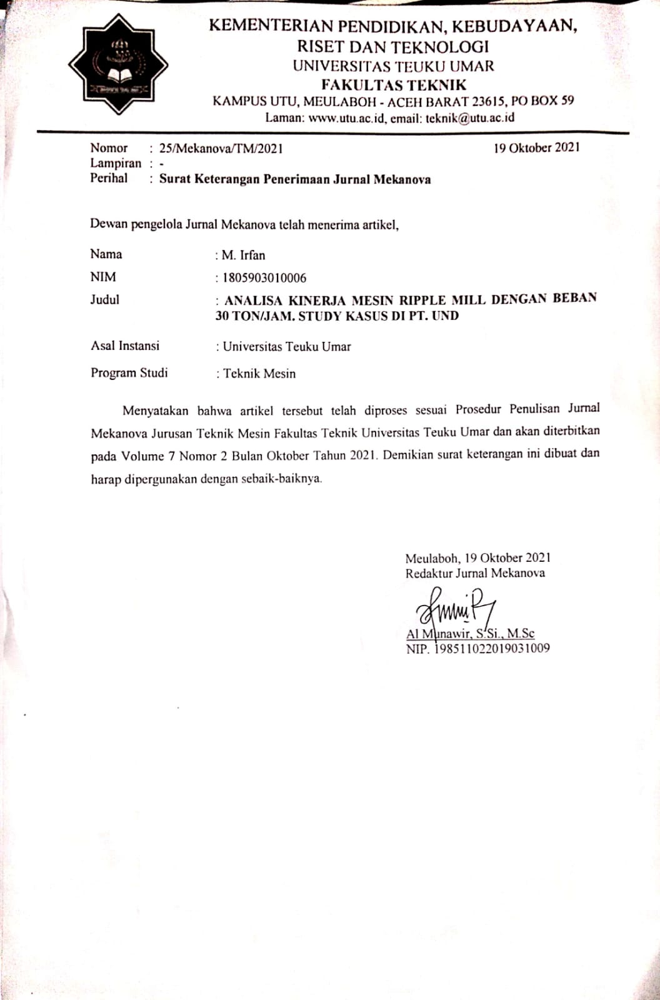 KEMENTERIAN PENDIDIKAN, KEBUDAYAAN,
RISET DAN TEKNOLOGI
UNIVERSITAS TEUKU UMAR
FAKULTAS TEKNIK
KAMPUS UTU, MEULABOH - ACEH BARAT 23615, PO BOX 59
Laman: www.utu.ac.id, email: teknik@utu.ac.id
Nomor : 25/Mekanova/TM/2021 19 Oktober 2021
Lampiran : -
Perihal : Surat Keterangan Penerimaan Jurnal Mekanova
Dewan pengelola Jurnal Mekanova telah menerima artikel,
Nama : M. Irfan
NIM : 1805903010006
Judul : ANALISA KINERJA MESIN RIPPLE MILL DENGAN BEBAN
30 TON/JAM. STUDY KASUS DI PT. UND
Asal Instansi : Universitas Teuku Umar
Program Studi : Teknik Mesin
Menyatakan bahwa artikel tersebut telah diproses sesuai Prosedur Penulisan Jurnal
Mekanova Jurusan Teknik Mesin Fakultas Teknik Universitas Teuku Umar dan akan diterbitkan
pada Volume 7 Nomor 2 Bulan Oktober Tahun 2021. Demikian surat keterangan ini dibuat dan
harap dipergunakan dengan sebaik-baiknya.
Meulaboh, 19 Oktober 2021
Redaktur Jurnal Mekanova
Al Munawir, S.Si., M.Sc
NIP. 198511022019031009